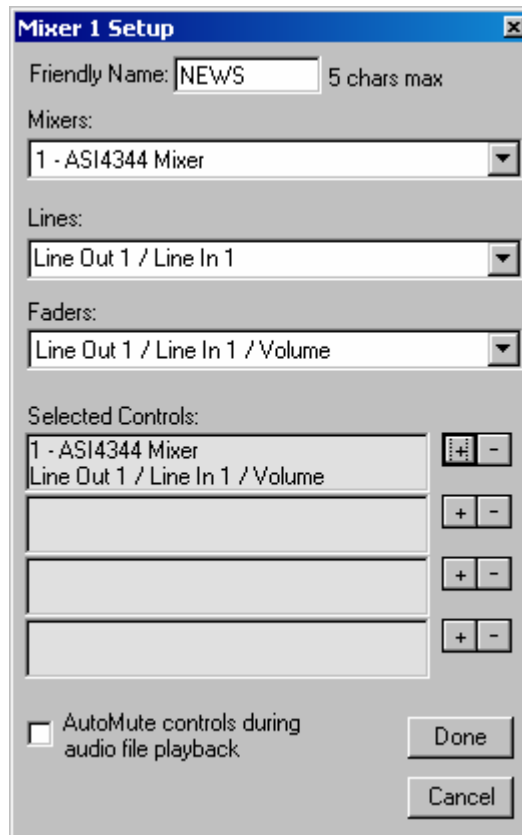 Mixer 1 Setup
Friendly Name: NEWS 5 chars max
Mixers:
1 - ASI4344 Mixer
Lines:
Line Out 1 / Line In 1
Faders:
Line Out 1 / Line In 1 / Volume
Selected Controls:
1 - ASI4344 Mixer
Line Out 1 / Line In 1 / Volume
+ -
+ -
+ -
+ -
AutoMute controls during
audio file playback
Done
Cancel